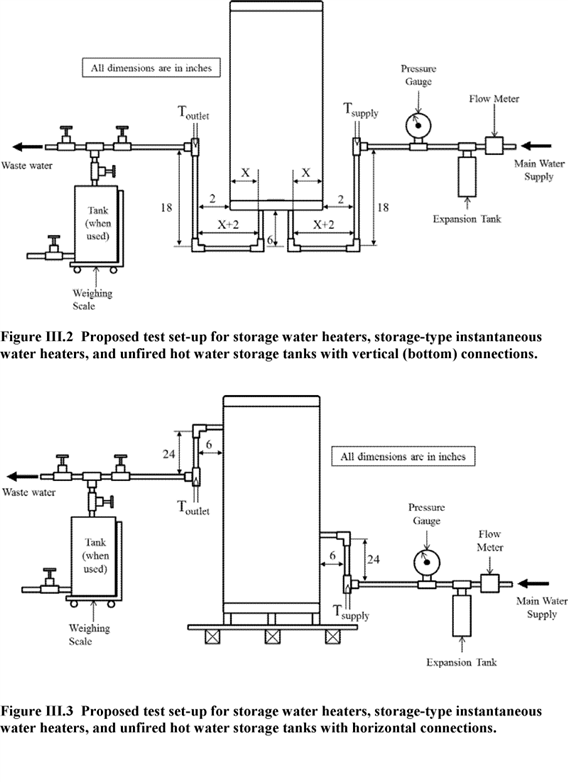 All dimensions are in inches
Pressure
Gauge
Flow Meter
Toutlet
Tsupply
Waste water
Main Water
Supply
X
X
2
2
18
18
Tank
(when
used)
X+2
X+2
6
Expansion Tank
Weighing
Scale
Figure III.2 Proposed test set-up for storage water heaters, storage-type instantaneous
water heaters, and unfired hot water storage tanks with vertical (bottom) connections.
24
6
All dimensions are in inches
Waste water
Toutlet
Pressure
Gauge
Flow
Meter
Tank
(when
used)
6
24
Tsupply
Main Water
Supply
Weighing
Scale
Expansion Tank
Figure III.3 Proposed test set-up for storage water heaters, storage-type instantaneous
water heaters, and unfired hot water storage tanks with horizontal connections.